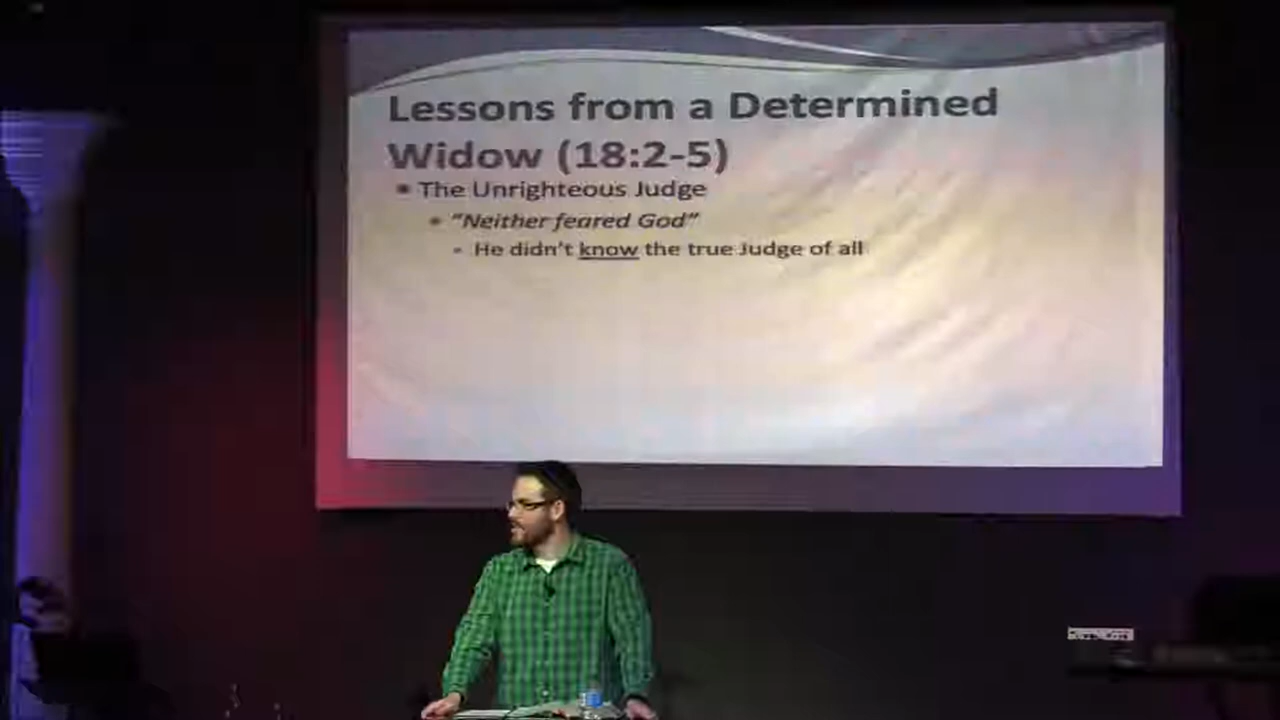 Lessons from a Determined
Widow (18:2-5)
The Unrighteous Judge
"Neither feared God"
He didn't know the true Judge of all